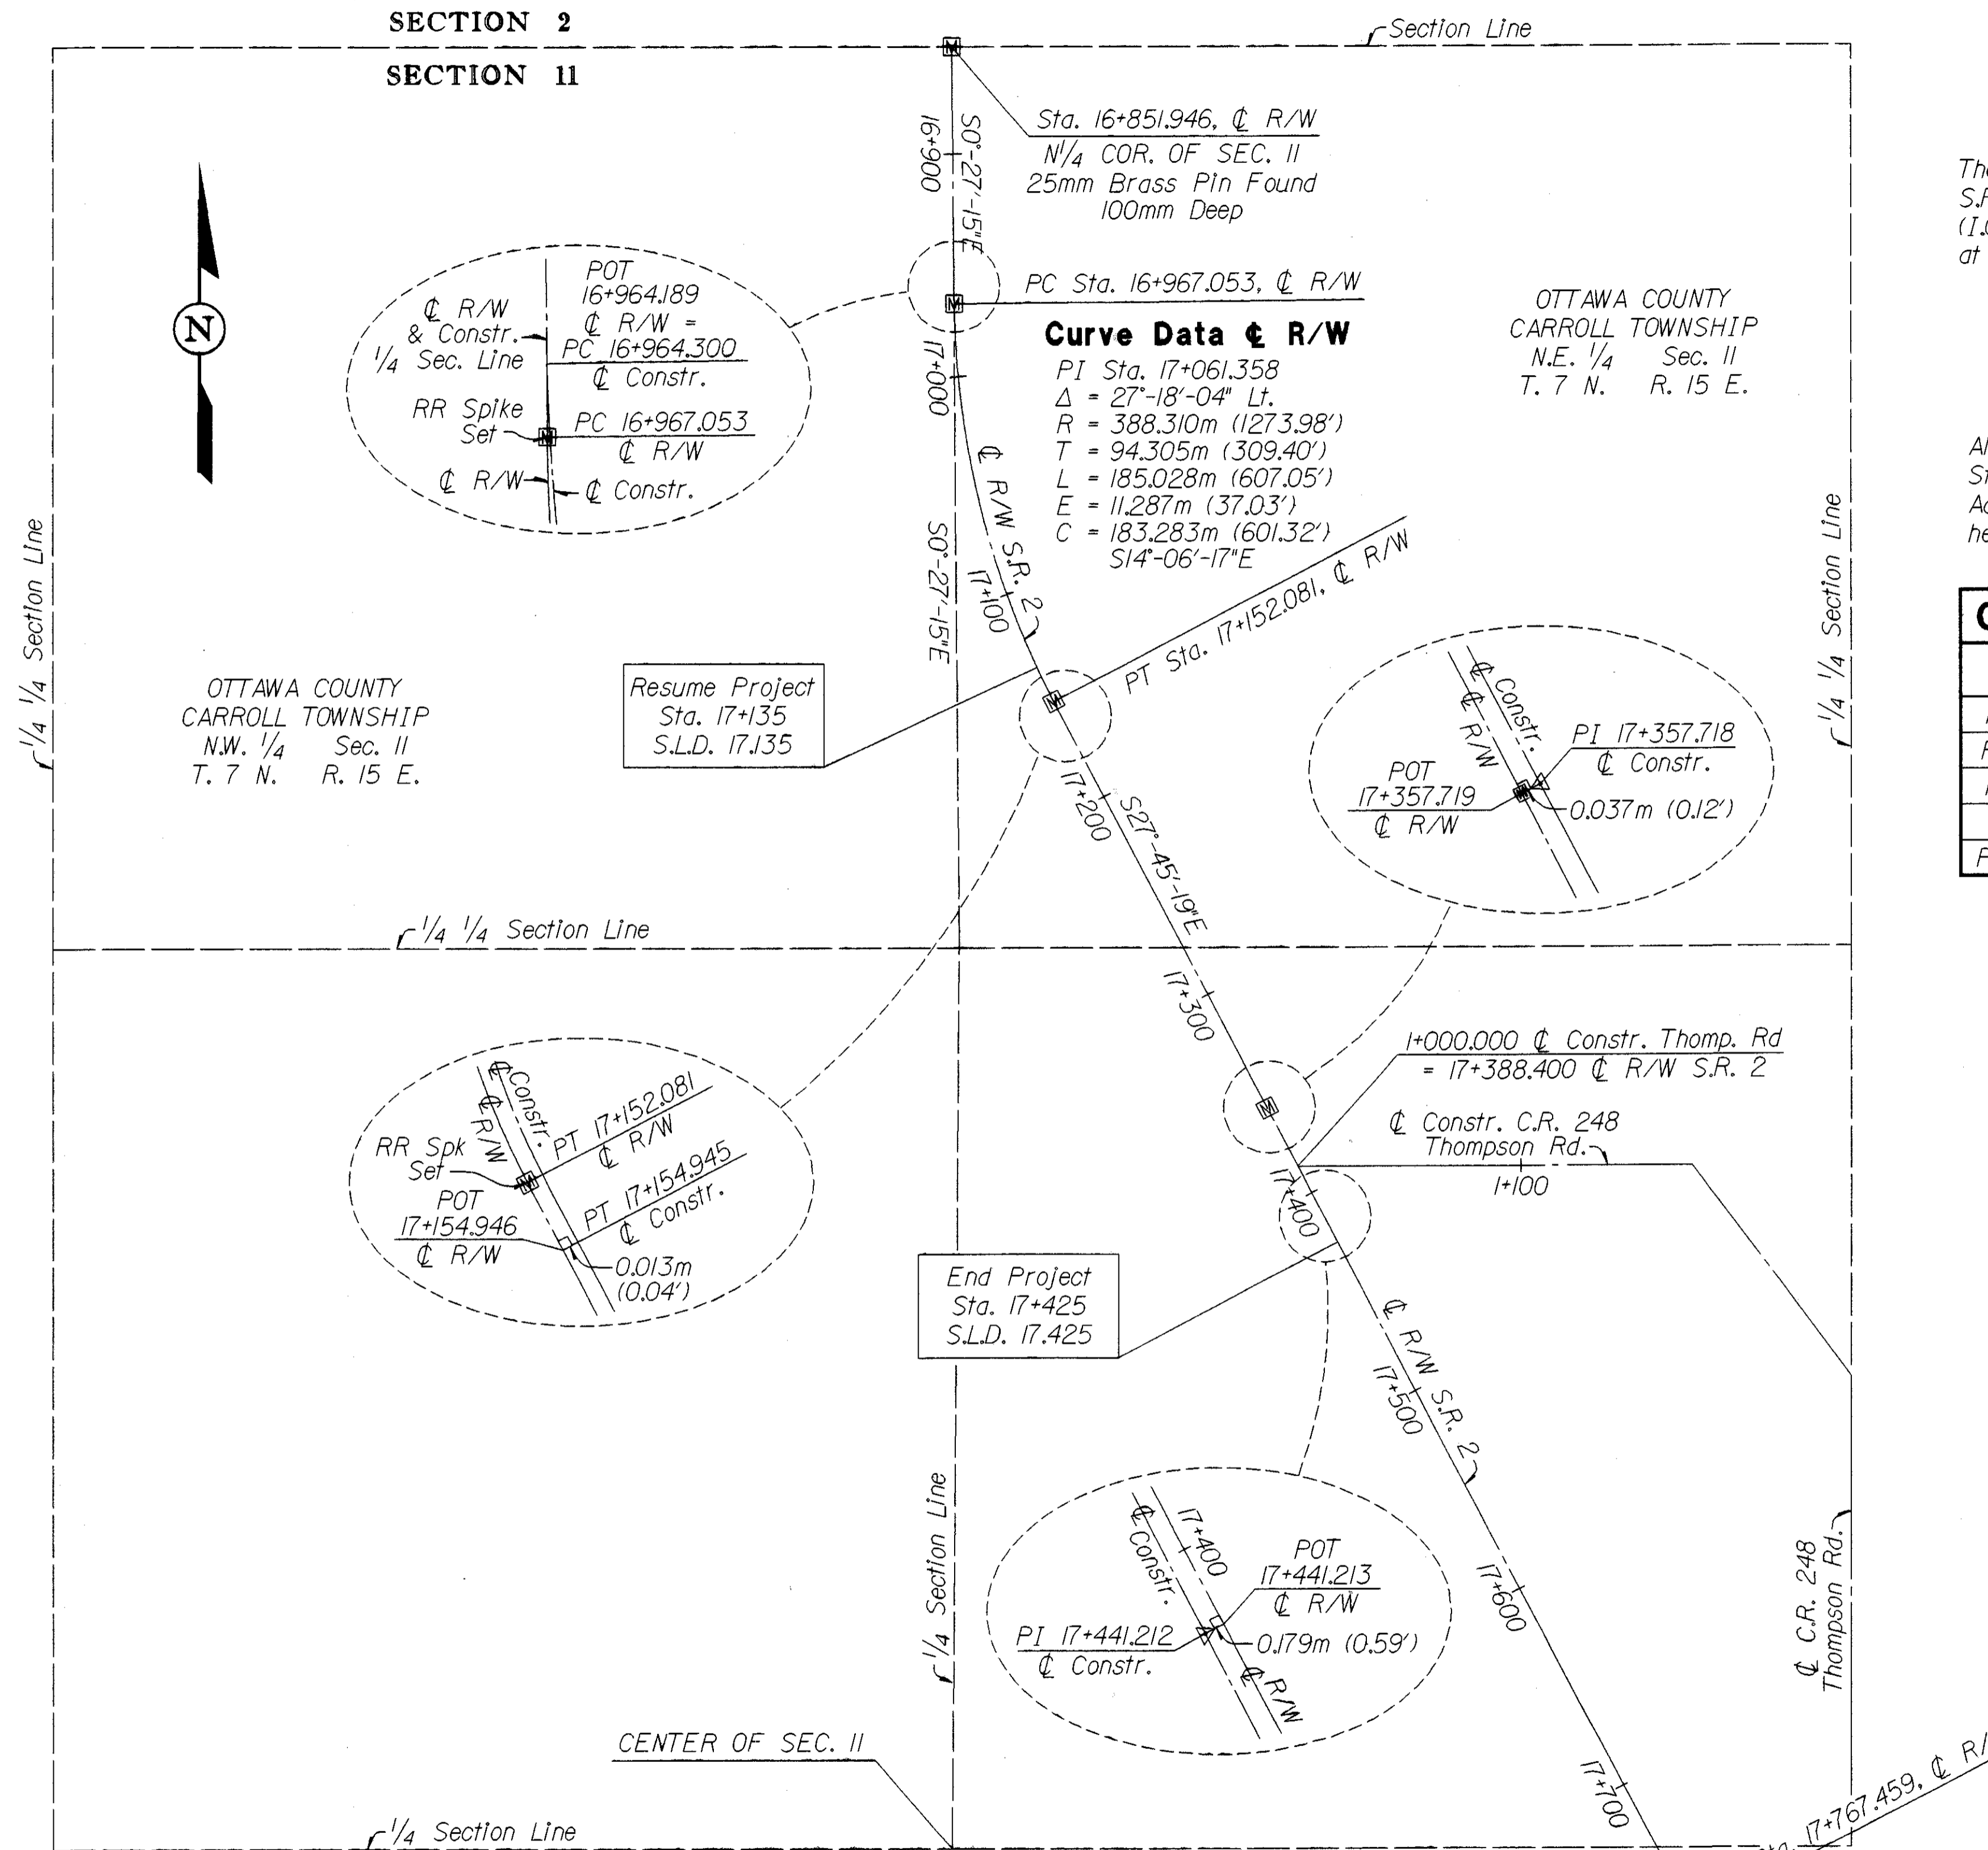 SECTION 2
SECTION 11
Section Line
Sta. 16+851.946, ℄ R/W
N1/4 COR. OF SEC. 11
25mm Brass Pin Found
100mm Deep
16+900
S0°-27'-15"E
PC Sta. 16+967.053, ℄ R/W
Curve Data ℄ R/W
PI Sta. 17+061.358
Δ = 27°-18'-04" Lt.
R = 388.310m (1273.98')
T = 94.305m (309.40')
L = 185.028m (607.05')
E = 11.287m (37.03')
C = 183.283m (601.32')
S14°-06'-17"E
N
POT
16+964.189
℄ R/W =
PC 16+964.300
℄ Constr.
℄ R/W
& Constr.
1/4 Sec. Line
RR Spike
Set
PC 16+967.053
℄ R/W
℄ R/W
℄ Constr.
OTTAWA COUNTY
CARROLL TOWNSHIP
N.E. 1/4 Sec. 11
T. 7 N. R. 15 E.
17+000
℄ R/W S.R. 2
S0°-27'-15"E
17+100
PT Sta. 17+152.081, ℄ R/W
1/4 1/4 Section Line
1/4 1/4 Section Line
OTTAWA COUNTY
CARROLL TOWNSHIP
N.W. 1/4 Sec. 11
T. 7 N. R. 15 E.
Resume Project
Sta. 17+135
S.L.D. 17.135
17+200
S27°-45'-19"E
℄ Constr.
℄ R/W
PI 17+357.718
℄ Constr.
POT
17+357.719
℄ R/W
0.037m (0.12')
1/4 1/4 Section Line
17+300
1+000.000 ℄ Constr. Thomp. Rd
= 17+388.400 ℄ R/W S.R. 2
℄ Constr. C.R. 248
Thompson Rd.
1+100
17+400
℄ Constr.
℄ R/W
PT 17+152.081
℄ R/W
RR Spk
Set
PT 17+154.945
℄ Constr.
POT
17+154.946
℄ R/W
0.013m
(0.04')
End Project
Sta. 17+425
S.L.D. 17.425
℄ R/W S.R. 2
17+500
17+600
17+700
1/4 Section Line
℄ Constr.
17+400
POT
17+441.213
℄ R/W
PI 17+441.212
℄ Constr.
0.179m (0.59')
℄ R/W
℄ C.R. 248
Thompson Rd.
CENTER OF SEC. 11
1/4 Section Line
17+767.459, ℄
at